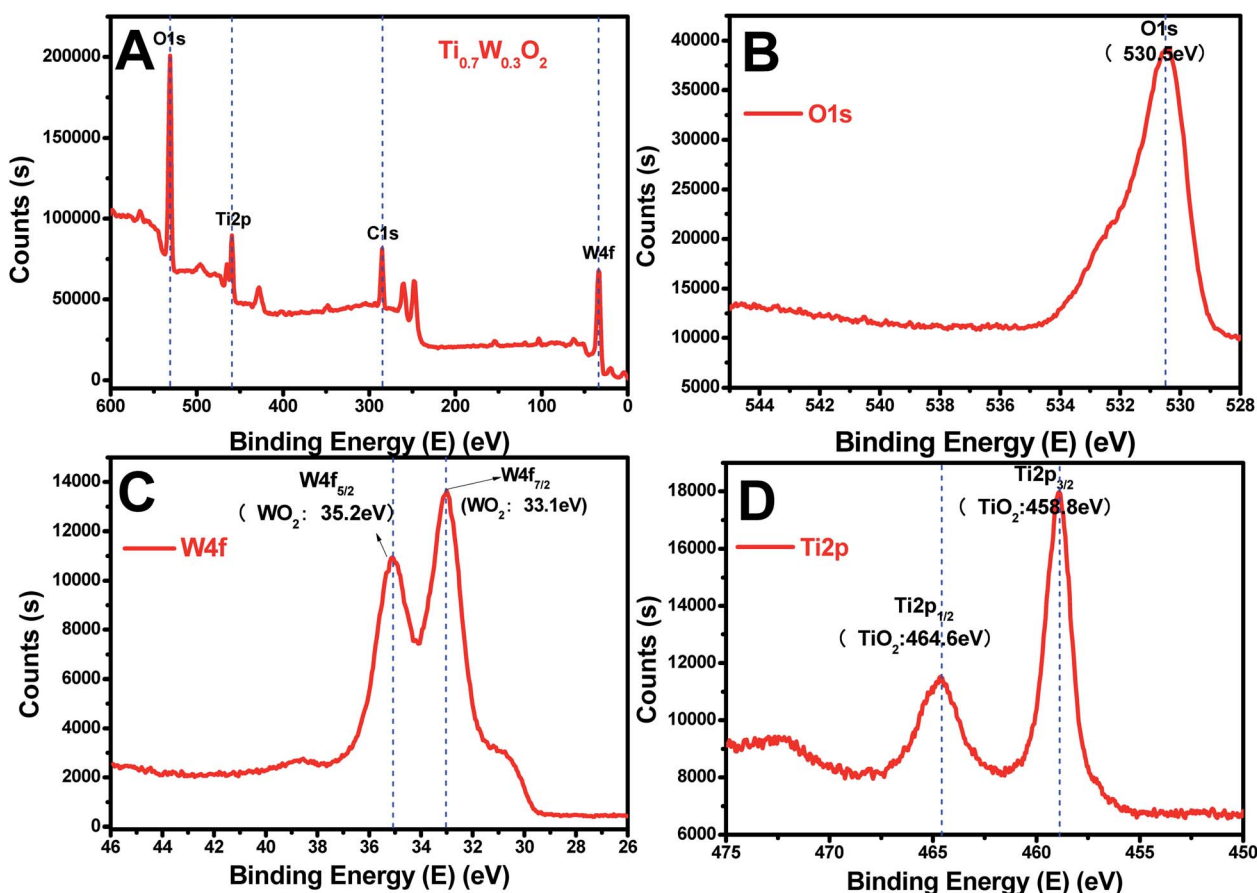 A
O1s
Ti0.7W0.3O2
Ti2p
C1s
W4f
Counts (s)
200000
150000
100000
50000
0
600 500 400 300 200 100 0
Binding Energy (E) (eV)
B
O1s
( 530.5eV)
O1s
Counts (s)
40000
35000
30000
25000
20000
15000
10000
5000
544 542 540 538 536 534 532 530 528
Binding Energy (E) (eV)
C
W4f5/2
( WO2: 35.2eV)
W4f7/2
(WO2: 33.1eV)
W4f
Counts (s)
14000
12000
10000
8000
6000
4000
2000
0
46 44 42 40 38 36 34 32 30 28 26
Binding Energy (E) (eV)
D
Ti2p3/2
( TiO2:458.8eV)
Ti2p
Ti2p1/2
( TiO2:464.6eV)
Counts (s)
18000
16000
14000
12000
10000
8000
6000
475 470 465 460 455 450
Binding Energy (E) (eV)